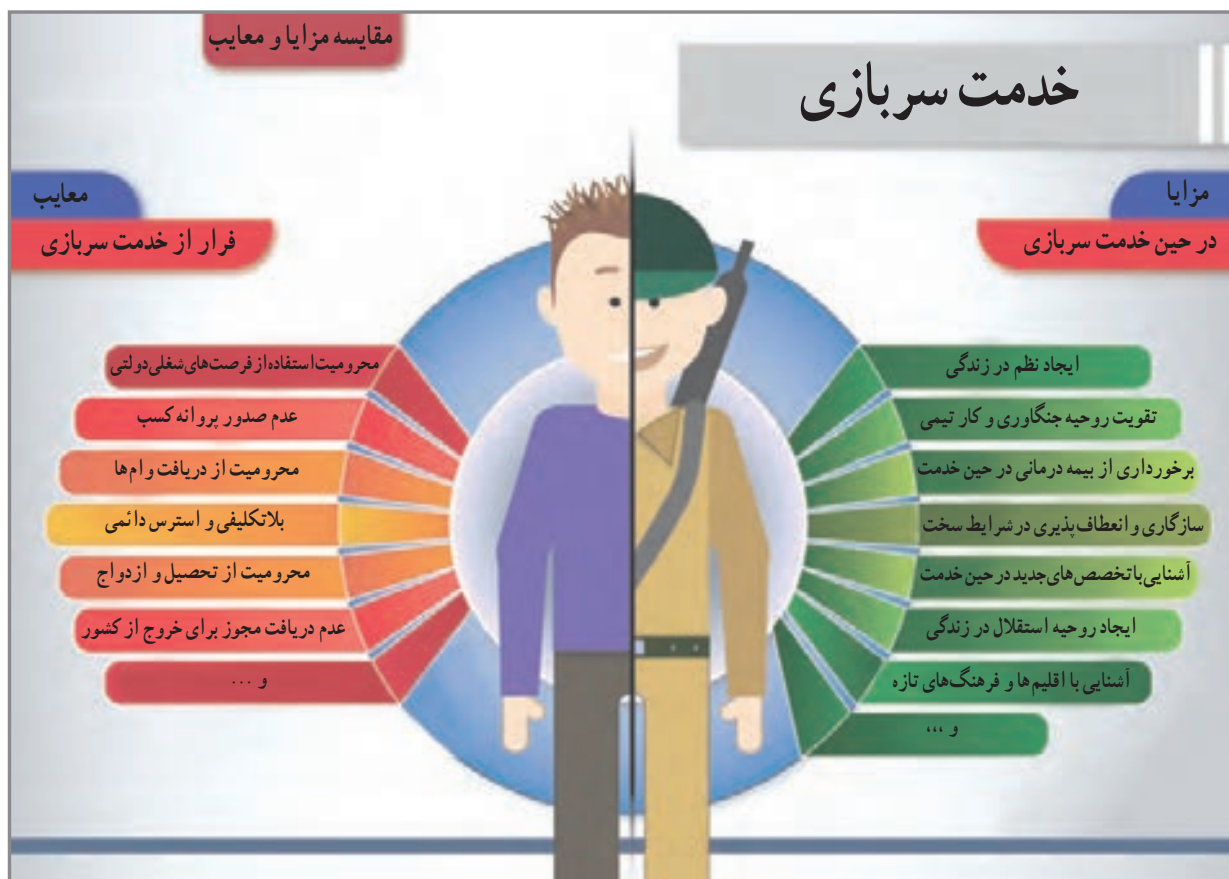 مقایسه مزایا و معایب
خدمت سربازی
مزایا
در حین خدمت سربازی
ایجاد نظم در زندگی
تقویت روحیه جنگاوری و کار تیمی
برخورداری از بیمه درمانی در حین خدمت
سازگاری و انعطاف‌پذیری در شرایط سخت
آشنایی با تخصص‌های جدید در حین خدمت
ایجاد روحیه استقلال در زندگی
آشنایی با اقلیم‌ها و فرهنگ‌های تازه
و ،،،
معایب
فرار از خدمت سربازی
محرومیت استفاده از فرصت‌های شغلی دولتی
عدم صدور پروانه کسب
محرومیت از دریافت وام‌ها
بلاتکلیفی و استرس دائمی
محرومیت از تحصیل و ازدواج
عدم دریافت مجوز برای خروج از کشور
و ...